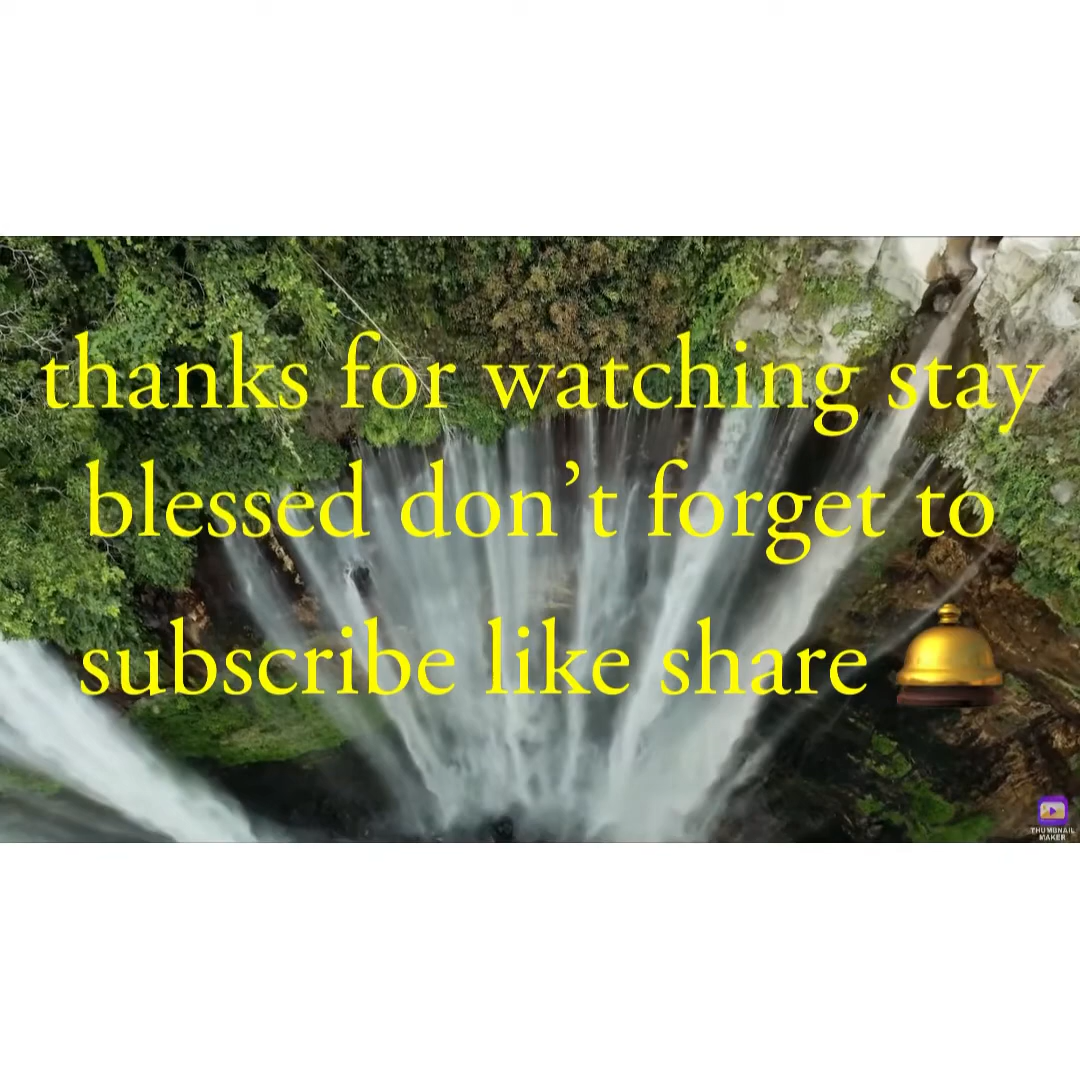 thanks for watching stay
blessed don’t forget to
subscribe like share 🛎️
THUMBNAIL
MAKER